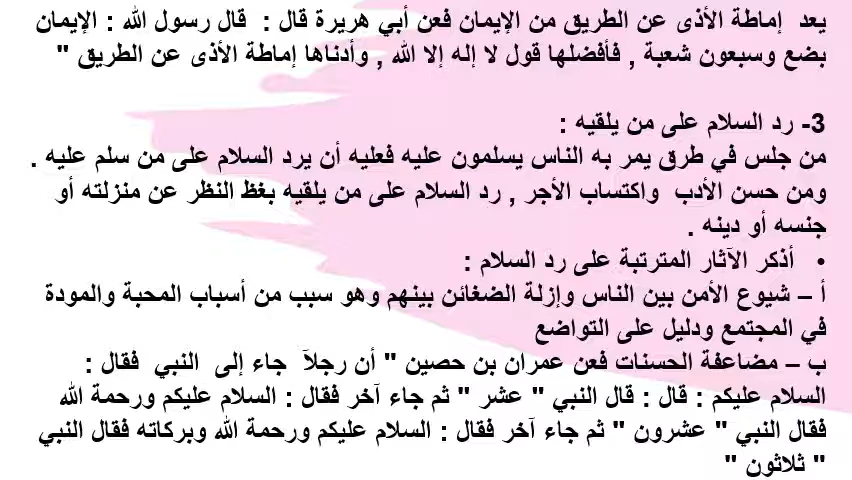 يعد إماطة الأذى عن الطريق من الإيمان فعن أبي هريرة قال : قال رسول الله : الإيمان
بضع وسبعون شعبة , فأفضلها قول لا إله إلا الله , وأدناها إماطة الأذى عن الطريق "
3- رد السلام على من يلقيه :
من جلس في طرق يمر به الناس يسلمون عليه فعليه أن يرد السلام على من سلم عليه .
ومن حسن الأدب واكتساب الأجر , رد السلام على من يلقيه بغظ النظر عن منزلته أو
جنسه أو دينه .
• أذكر الآثار المترتبة على رد السلام :
أ – شيوع الأمن بين الناس وإزلة الضغائن بينهم وهو سبب من أسباب المحبة والمودة
في المجتمع ودليل على التواضع
ب – مضاعفة الحسنات فعن عمران بن حصين " أن رجلاً جاء إلى النبي فقال :
السلام عليكم : قال : قال النبي " عشر " ثم جاء آخر فقال : السلام عليكم ورحمة الله
فقال النبي " عشرون " ثم جاء آخر فقال : السلام عليكم ورحمة الله وبركاته فقال النبي
" ثلاثون "